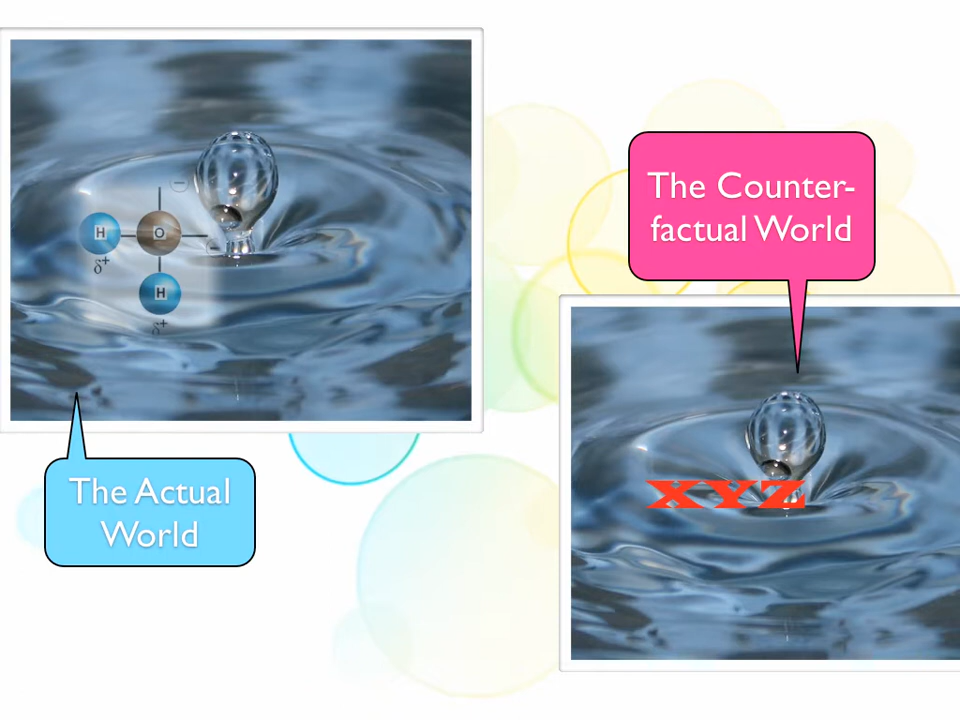 H
O
−
−
δ+
H
δ+
The Actual
World
The Counter-
factual World
XYZ